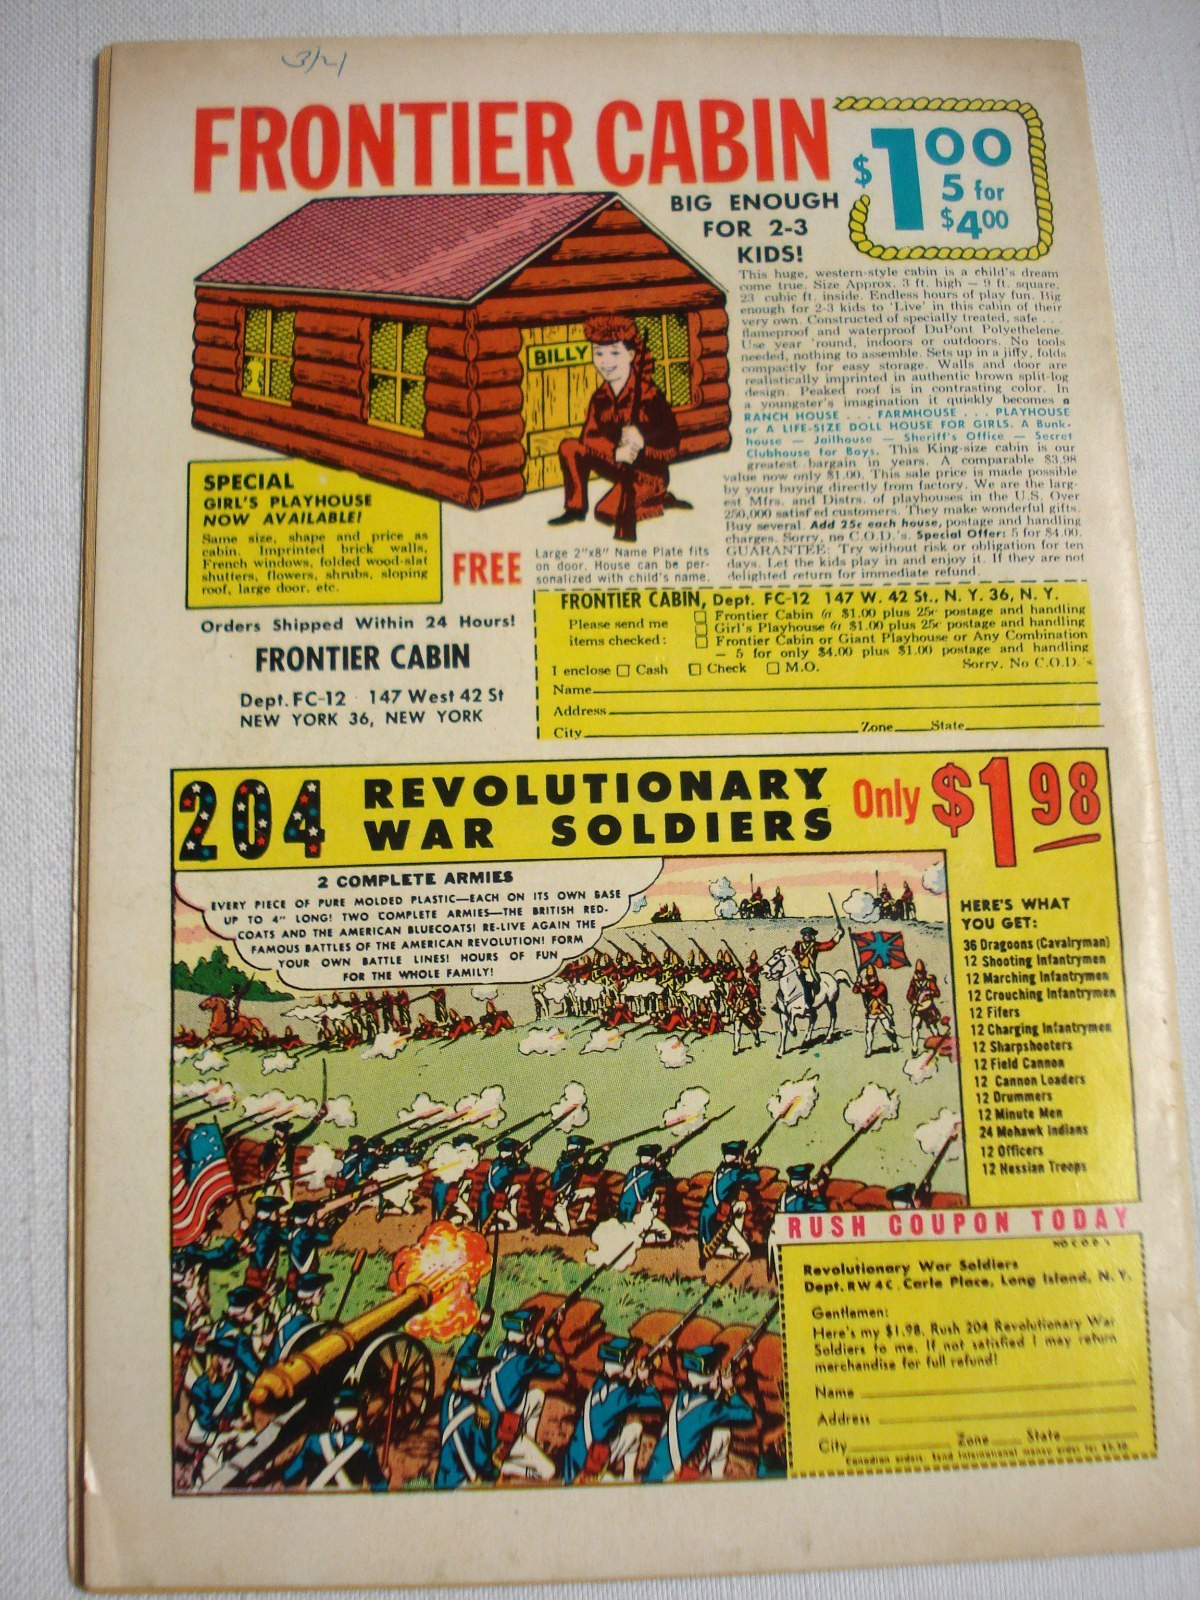 3/21
FRONTIER CABIN
$1.00
5 for
$4.00
BIG ENOUGH
FOR 2-3
KIDS!
This huge, western-style cabin is a child's dream
come true. Size Approx. 3 ft. high — 9 ft. square,
23 cubic ft. inside. Endless hours of play fun. Big
enough for 2-3 kids to 'Live' in this cabin of their
very own. Constructed of specially treated, safe . . .
flameproof and waterproof DuPont Polyethelene.
Use year 'round, indoors or outdoors. No tools
needed, nothing to assemble. Sets up in a jiffy, folds
compactly for easy storage. Walls and door are
realistically imprinted in authentic brown split-log
design. Peaked roof is in contrasting color. In
a youngster's imagination it quickly becomes a
RANCH HOUSE . . . FARMHOUSE . . . PLAYHOUSE
or A LIFE-SIZE DOLL HOUSE FOR GIRLS. A Bunk-
house — Jailhouse — Sheriff's Office — Secret
Clubhouse for Boys. This King-size cabin is our
greatest bargain in years. A comparable $3.98
value now only $1.00. This sale price is made possible
by your buying directly from factory. We are the larg-
est Mfrs. and Distrs. of playhouses in the U.S. Over
250,000 satisfied customers. They make wonderful gifts.
Buy several. Add 25c each house, postage and handling
charges. Sorry, no C.O.D.'s. Special Offer: 5 for $4.00.
GUARANTEE: Try without risk or obligation for ten
days. Let the kids play in and enjoy it. If they are not
delighted return for immediate refund.
BILLY
SPECIAL
GIRL'S PLAYHOUSE
NOW AVAILABLE!
Same size, shape and price as
cabin. Imprinted brick walls,
French windows, folded wood-slat
shutters, flowers, shrubs, sloping
roof, large door, etc.
FREE
Large 2"x8" Name Plate fits
on door. House can be per-
sonalized with child's name.
Orders Shipped Within 24 Hours!
FRONTIER CABIN
Dept. FC-12 147 West 42 St
NEW YORK 36, NEW YORK
FRONTIER CABIN, Dept. FC-12 147 W. 42 St., N. Y. 36, N. Y.
Please send me
items checked:
Frontier Cabin @ $1.00 plus 25c postage and handling
Girl's Playhouse @ $1.00 plus 25c postage and handling
Frontier Cabin or Giant Playhouse or Any Combination
— 5 for only $4.00 plus $1.00 postage and handling
I enclose □ Cash □ Check □ M.O. Sorry, No C.O.D.'s
Name
Address
City Zone State
204 REVOLUTIONARY
WAR SOLDIERS
Only $1.98
2 COMPLETE ARMIES
EVERY PIECE OF PURE MOLDED PLASTIC—EACH ON ITS OWN BASE
UP TO 4" LONG! TWO COMPLETE ARMIES—THE BRITISH RED-
COATS AND THE AMERICAN BLUECOATS! RE-LIVE AGAIN THE
FAMOUS BATTLES OF THE AMERICAN REVOLUTION! FORM
YOUR OWN BATTLE LINES! HOURS OF FUN
FOR THE WHOLE FAMILY!
HERE'S WHAT
YOU GET:
36 Dragoons (Cavalryman)
12 Shooting Infantrymen
12 Marching Infantrymen
12 Crouching Infantrymen
12 Fifers
12 Charging Infantrymen
12 Sharpshooters
12 Field Cannon
12 Cannon Loaders
12 Drummers
12 Minute Men
24 Mohawk Indians
12 Officers
12 Hessian Troops
RUSH COUPON TODAY
NO C.O.D.'s
Revolutionary War Soldiers
Dept. RW4C. Carle Place, Long Island, N. Y.
Gentlemen:
Here's my $1.98. Rush 204 Revolutionary War
Soldiers to me. If not satisfied I may return
merchandise for full refund!
Name
Address
City Zone State
Canadian orders: Send International money order for